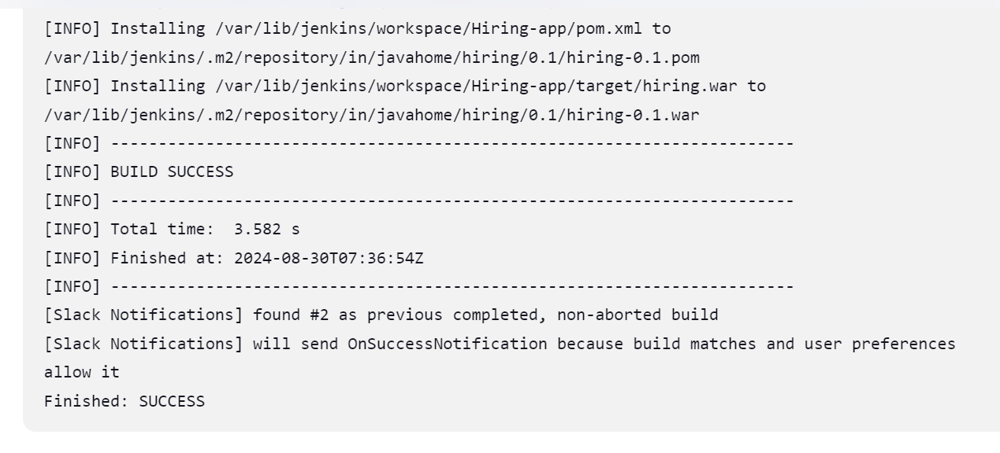 [INFO] Installing /var/lib/jenkins/workspace/Hiring-app/pom.xml to
/var/lib/jenkins/.m2/repository/in/javahome/hiring/0.1/hiring-0.1.pom
[INFO] Installing /var/lib/jenkins/workspace/Hiring-app/target/hiring.war to
/var/lib/jenkins/.m2/repository/in/javahome/hiring/0.1/hiring-0.1.war
[INFO] ------------------------------------------------------------------------
[INFO] BUILD SUCCESS
[INFO] ------------------------------------------------------------------------
[INFO] Total time:  3.582 s
[INFO] Finished at: 2024-08-30T07:36:54Z
[INFO] ------------------------------------------------------------------------
[Slack Notifications] found #2 as previous completed, non-aborted build
[Slack Notifications] will send OnSuccessNotification because build matches and user preferences
allow it
Finished: SUCCESS